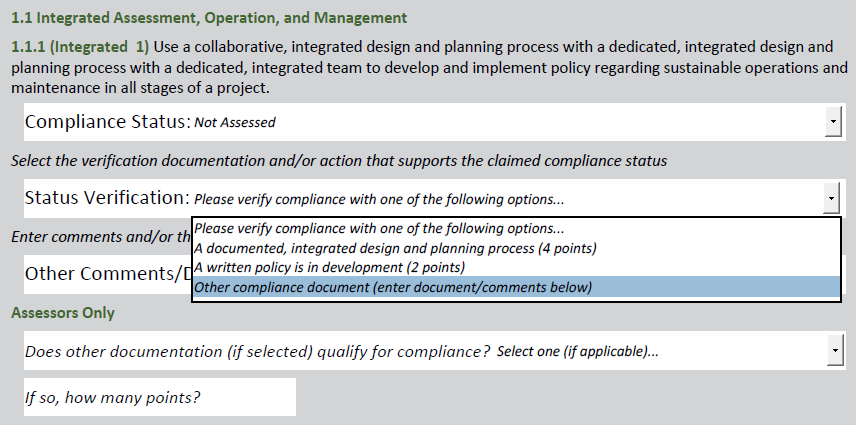 1.1 Integrated Assessment, Operation, and Management
1.1.1 (Integrated 1) Use a collaborative, integrated design and planning process with a dedicated, integrated design and
planning process with a dedicated, integrated team to develop and implement policy regarding sustainable operations and
maintenance in all stages of a project.
Compliance Status: Not Assessed
Select the verification documentation and/or action that supports the claimed compliance status
Status Verification: Please verify compliance with one of the following options...
Please verify compliance with one of the following options...
Enter comments and/or th
A documented, integrated design and planning process (4 points)
A written policy is in development (2 points)
Other Comments/D
Other compliance document (enter document/comments below)
Assessors Only
Does other documentation (if selected) qualify for compliance? Select one (if applicable)...
If so, how many points?